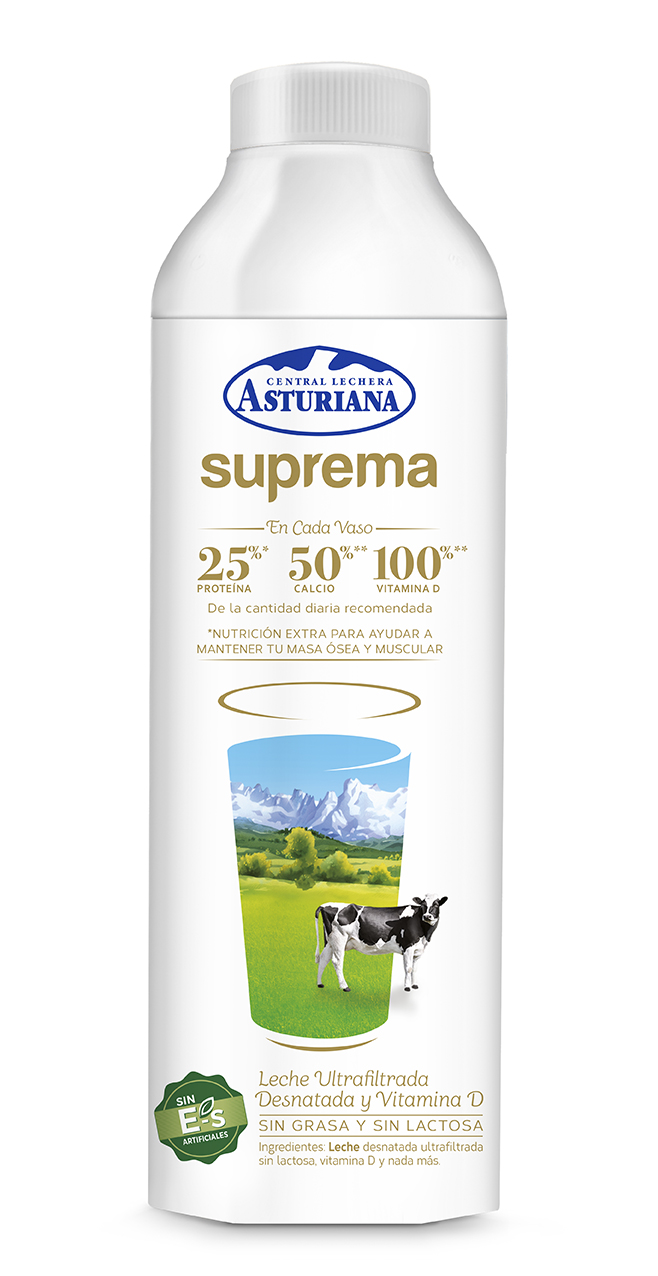 CENTRAL LECHERA
ASTURIANA
suprema
En Cada Vaso
25%* 50%** 100%**
PROTEÍNA CALCIO VITAMINA D
De la cantidad diaria recomendada
*NUTRICIÓN EXTRA PARA AYUDAR A
MANTENER TU MASA ÓSEA Y MUSCULAR
SIN
E-s
ARTIFICIALES
Leche Ultrafiltrada
Desnatada y Vitamina D
SIN GRASA Y SIN LACTOSA
Ingredientes: Leche desnatada ultrafiltrada
sin lactosa, vitamina D y nada más.